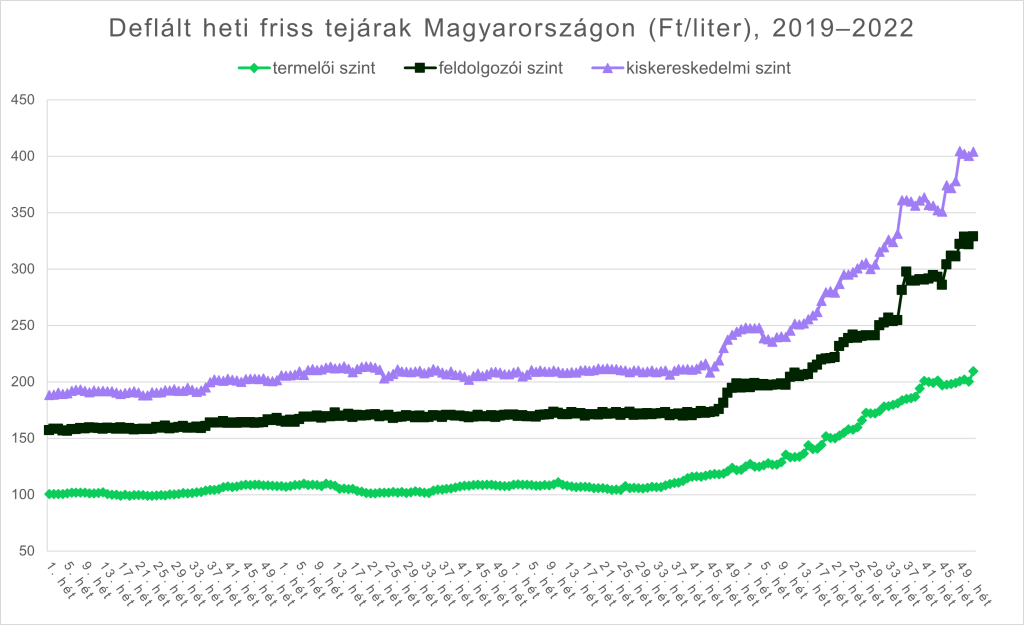 Deflált heti friss tejárak Magyarországon (Ft/liter), 2019–2022
termelői szint
feldolgozói szint
kiskereskedelmi szint
450
400
350
300
250
200
150
100
50
1. hét
5. hét
9. hét
13. hét
17. hét
21. hét
25. hét
29. hét
33. hét
37. hét
41. hét
45. hét
49. hét
1. hét
5. hét
9. hét
13. hét
17. hét
21. hét
25. hét
29. hét
33. hét
37. hét
41. hét
45. hét
49. hét
1. hét
5. hét
9. hét
13. hét
17. hét
21. hét
25. hét
29. hét
33. hét
37. hét
41. hét
45. hét
49. hét
1. hét
5. hét
9. hét
13. hét
17. hét
21. hét
25. hét
29. hét
33. hét
37. hét
41. hét
45. hét
49. hét